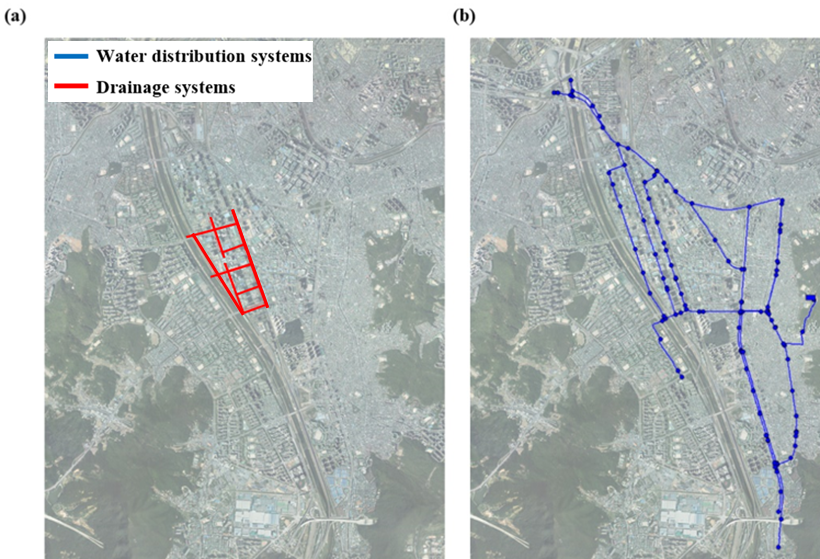 (a)
(b)
Water distribution systems
Drainage systems